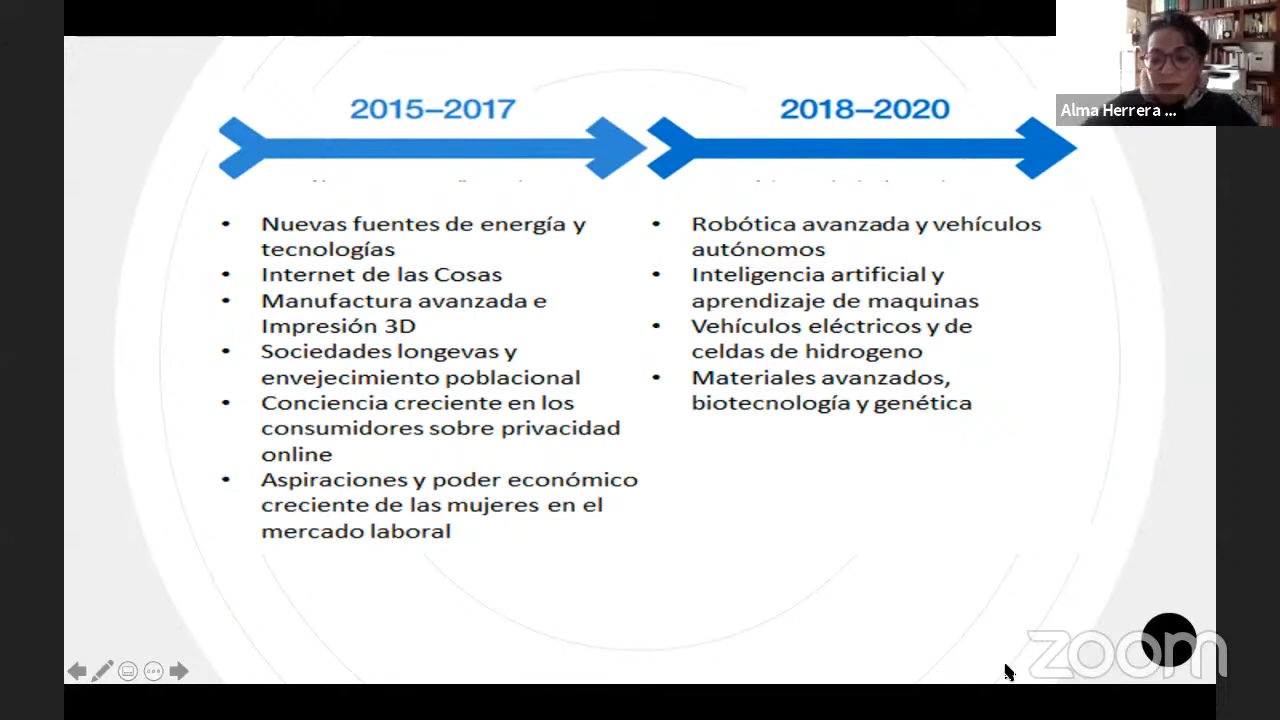 2015–2017
2018–2020
Alma Herrera ...
• Nuevas fuentes de energía y
tecnologías
• Internet de las Cosas
• Manufactura avanzada e
Impresión 3D
• Sociedades longevas y
envejecimiento poblacional
• Conciencia creciente en los
consumidores sobre privacidad
online
• Aspiraciones y poder económico
creciente de las mujeres en el
mercado laboral
• Robótica avanzada y vehículos
autónomos
• Inteligencia artificial y
aprendizaje de maquinas
• Vehículos eléctricos y de
celdas de hidrogeno
• Materiales avanzados,
biotecnología y genética
zoom